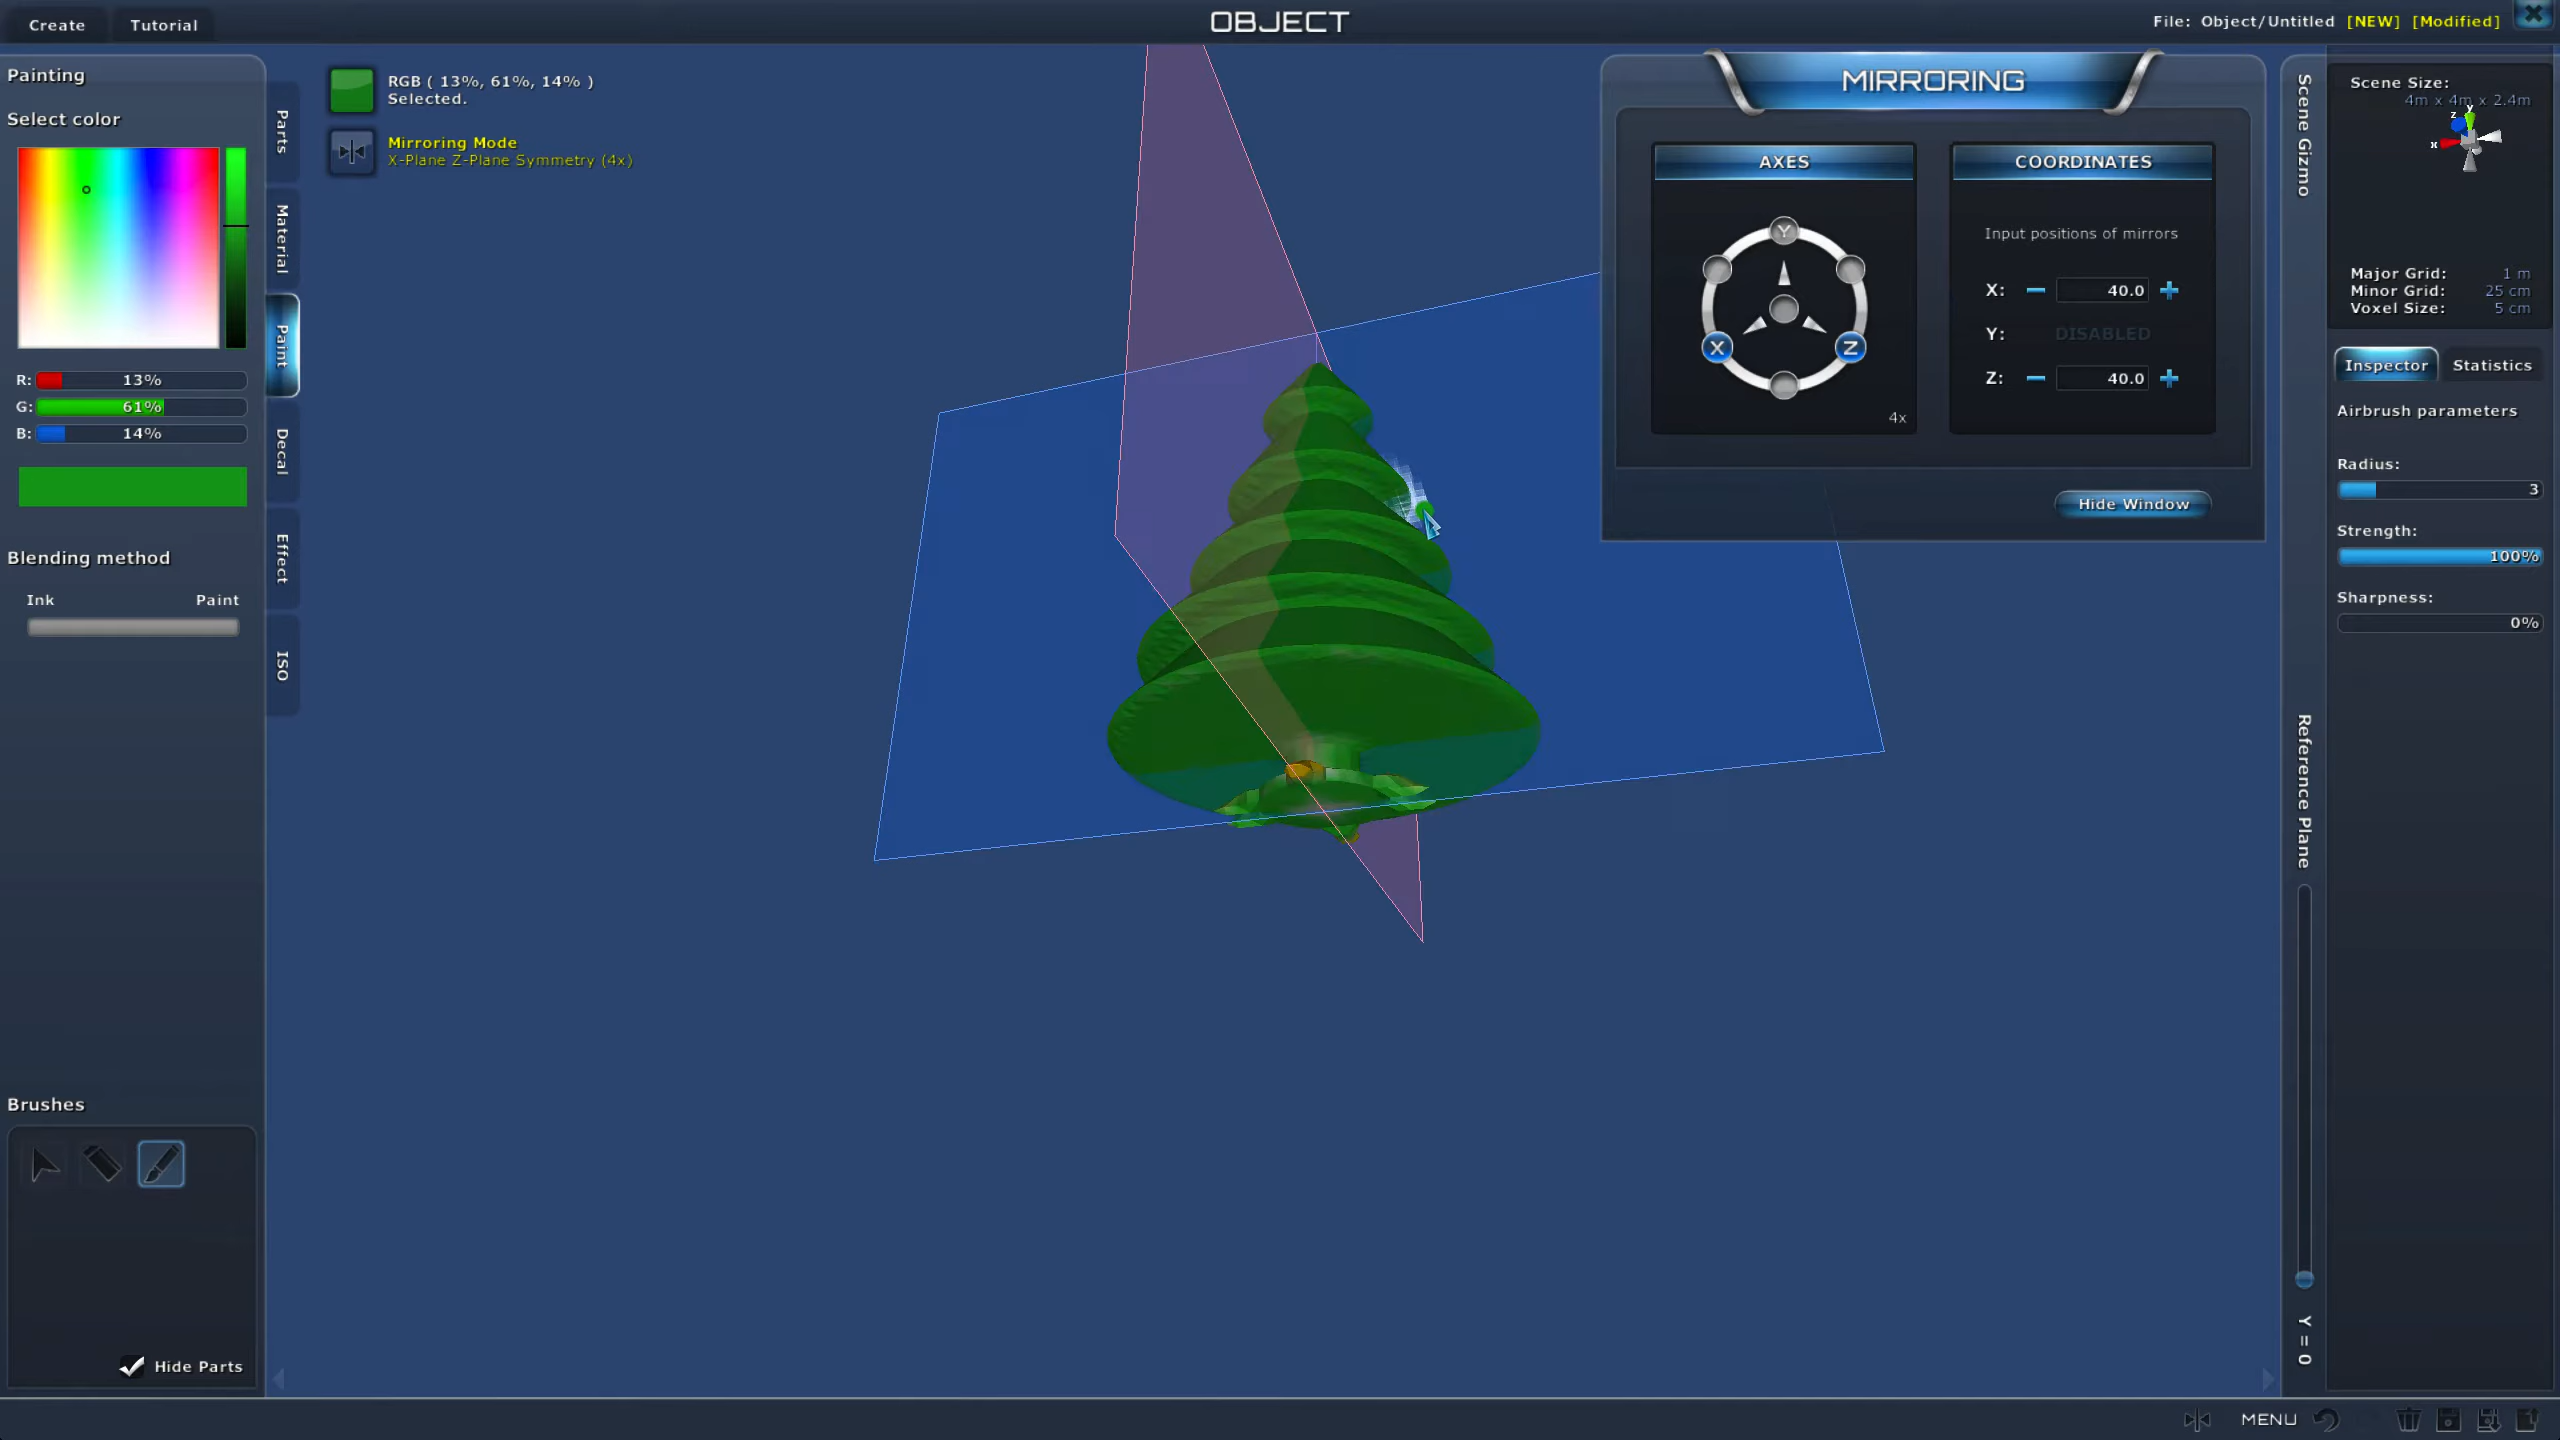 Create
Tutorial
OBJECT
File: Object/Untitled [NEW] [Modified]
Painting
Select color
R: 13%
G: 61%
B: 14%
Blending method
Ink Paint
Brushes
Hide Parts
Parts
Material
Paint
Decal
Effect
ISO
RGB ( 13%, 61%, 14% )
Selected.
Mirroring Mode
X-Plane Z-Plane Symmetry (4x)
MIRRORING
AXES
Y
X
Z
4x
COORDINATES
Input positions of mirrors
X: 40.0
Y: DISABLED
Z: 40.0
Hide Window
Scene Gizmo
Reference Plane
Y = 0
Scene Size:
4m x 4m x 2.4m
y
z
x
Major Grid: 1 m
Minor Grid: 25 cm
Voxel Size: 5 cm
Inspector
Statistics
Airbrush parameters
Radius:
3
Strength:
100%
Sharpness:
0%
MENU